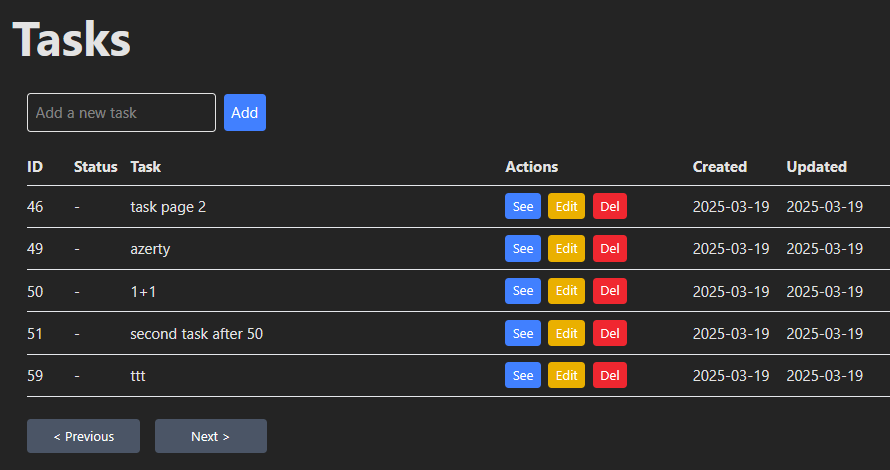 Tasks
Add a new task Add
ID Status Task Actions Created Updated
46 - task page 2 See Edit Del 2025-03-19 2025-03-19
49 - azerty See Edit Del 2025-03-19 2025-03-19
50 - 1+1 See Edit Del 2025-03-19 2025-03-19
51 - second task after 50 See Edit Del 2025-03-19 2025-03-19
59 - ttt See Edit Del 2025-03-19 2025-03-19
< Previous Next >